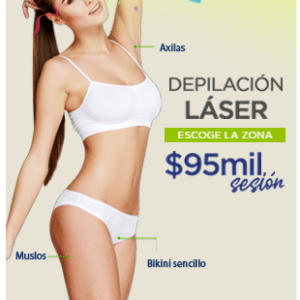 Axilas
DEPILACIÓN
LÁSER
ESCOGE LA ZONA
$95mil
sesión
Muslos
Bikini sencillo